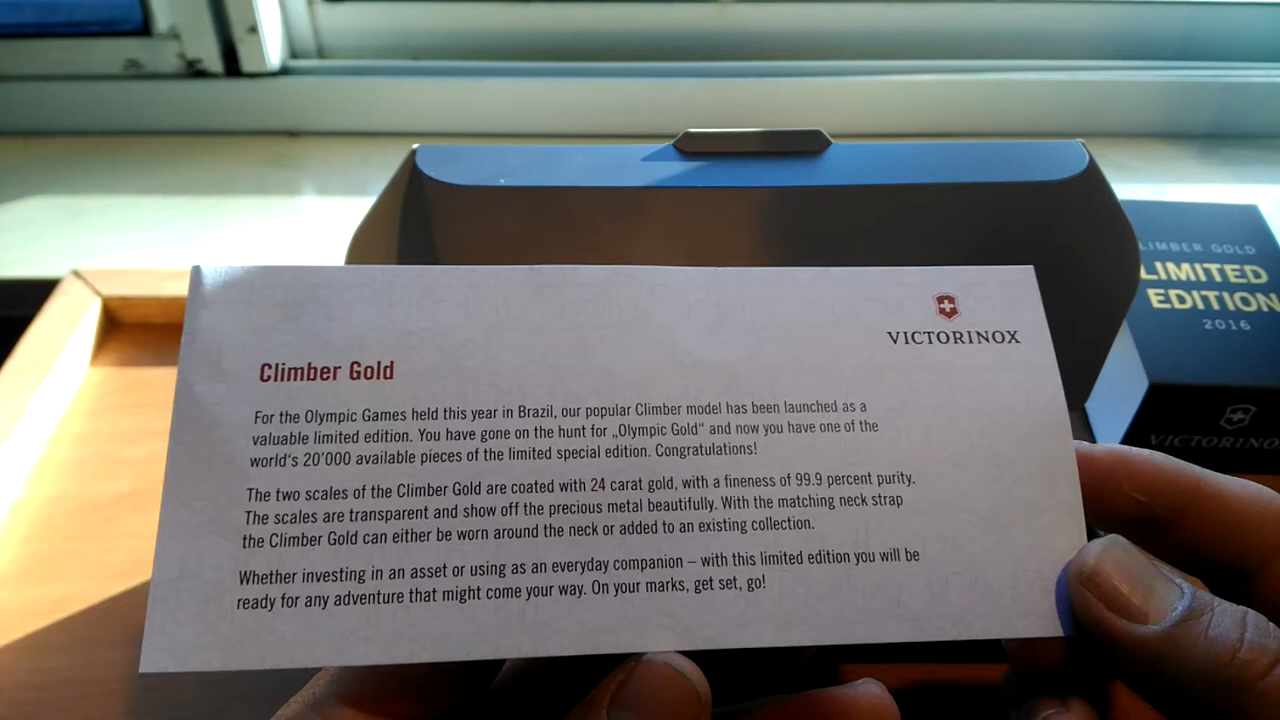 LIMBER GOLD
LIMITED
EDITION
2016
VICTORINO
VICTORINOX
Climber Gold
For the Olympic Games held this year in Brazil, our popular Climber model has been launched as a
valuable limited edition. You have gone on the hunt for „Olympic Gold“ and now you have one of the
world's 20'000 available pieces of the limited special edition. Congratulations!
The two scales of the Climber Gold are coated with 24 carat gold, with a fineness of 99.9 percent purity.
The scales are transparent and show off the precious metal beautifully. With the matching neck strap
the Climber Gold can either be worn around the neck or added to an existing collection.
Whether investing in an asset or using as an everyday companion – with this limited edition you will be
ready for any adventure that might come your way. On your marks, get set, go!